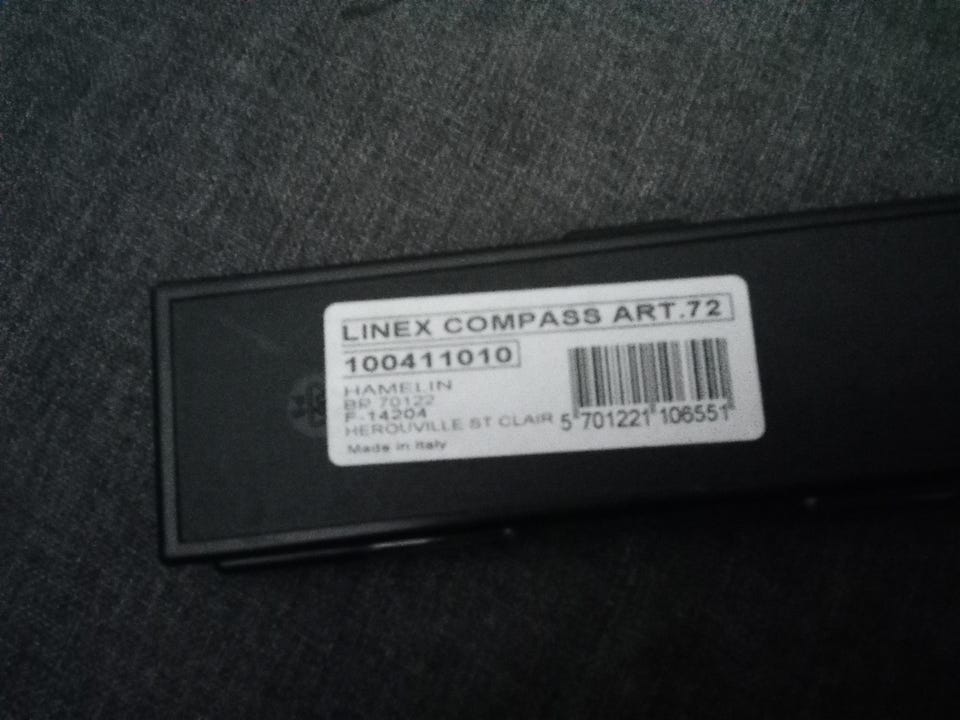 LINEX COMPASS ART.72
100411010
HAMELIN
BP 70122
F-14204
HEROUVILLE ST CLAIR
Made in Italy
5 701221 106551